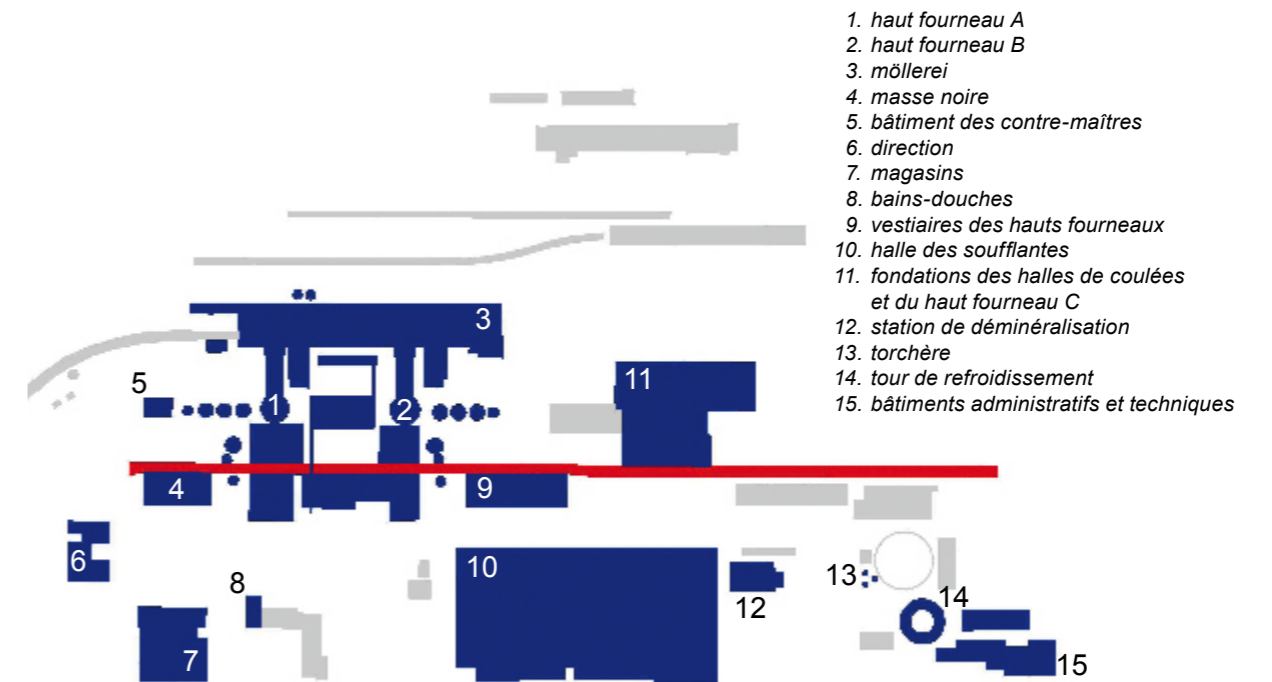 1. haut fourneau A
2. haut fourneau B
3. möllerei
4. masse noire
5. bâtiment des contre-maîtres
6. direction
7. magasins
8. bains-douches
9. vestiaires des hauts fourneaux
10. halle des soufflantes
11. fondations des halles de coulées
et du haut fourneau C
12. station de déminéralisation
13. torchère
14. tour de refroidissement
15. bâtiments administratifs et techniques
3
5
1
2
11
4
9
6
8
10
13
12
14
7
15